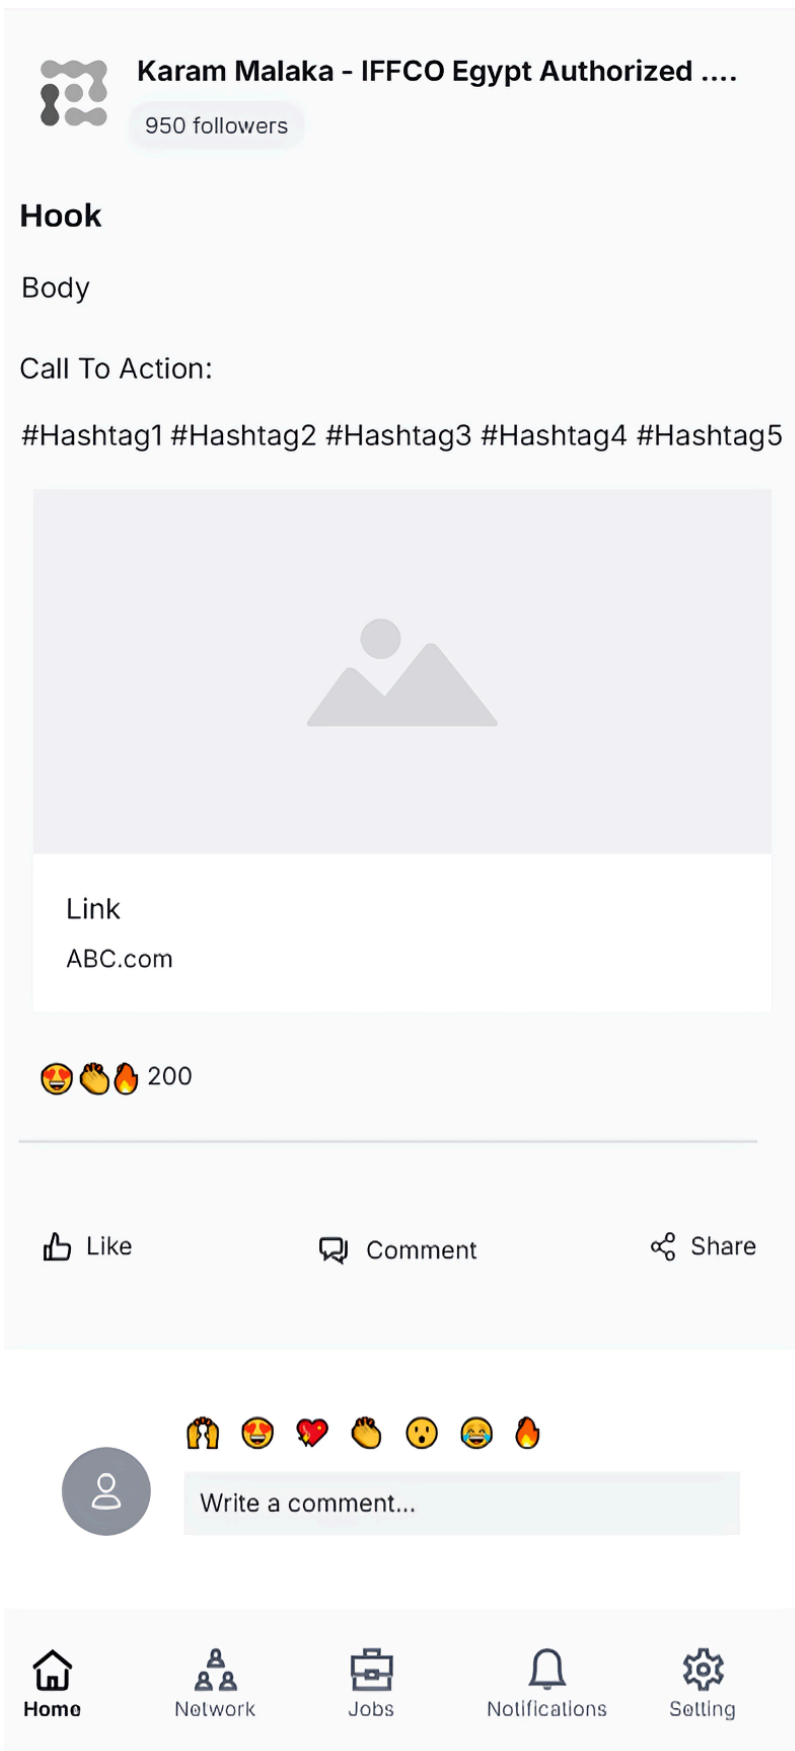 Karam Malaka - IFFCO Egypt Authorized ....
950 followers
Hook
Body
Call To Action:
#Hashtag1 #Hashtag2 #Hashtag3 #Hashtag4 #Hashtag5
Link
ABC.com
200
Like Comment Share
Write a comment...
Home Network Jobs Notifications Setting